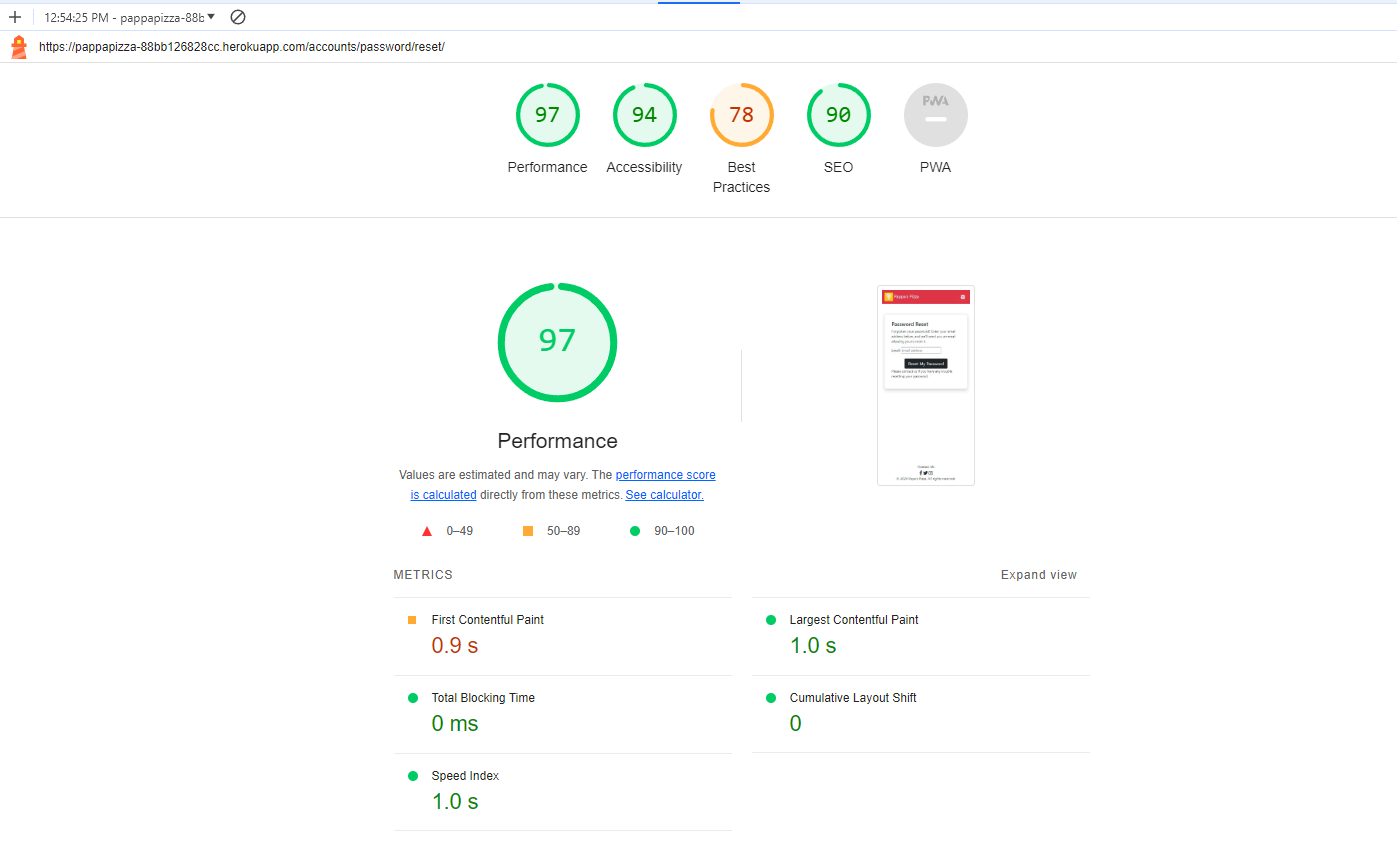 12:54:25 PM - pappapizza-88b
https://pappapizza-88bb126828cc.herokuapp.com/accounts/password/reset/
97
94
78
90
PWA
Performance
Accessibility
Best
Practices
SEO
PWA
97
Performance
Values are estimated and may vary. The performance score
is calculated directly from these metrics. See calculator.
0–49
50–89
90–100
Password Reset
Reset My Password
METRICS
Expand view
First Contentful Paint
0.9 s
Largest Contentful Paint
1.0 s
Total Blocking Time
0 ms
Cumulative Layout Shift
0
Speed Index
1.0 s